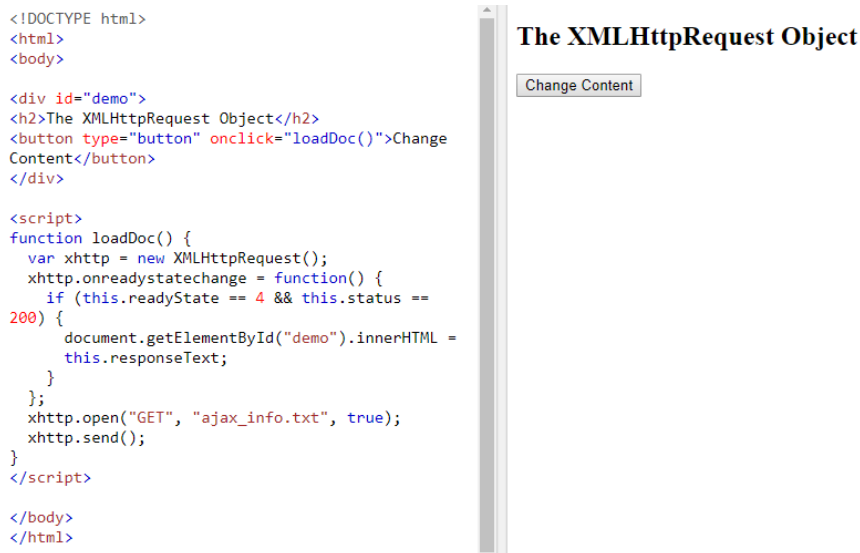 <!DOCTYPE html>
<html>
<body>

<div id="demo">
<h2>The XMLHttpRequest Object</h2>
<button type="button" onclick="loadDoc()">Change
Content</button>
</div>

<script>
function loadDoc() {
  var xhttp = new XMLHttpRequest();
  xhttp.onreadystatechange = function() {
    if (this.readyState == 4 && this.status ==
200) {
      document.getElementById("demo").innerHTML =
      this.responseText;
    }
  };
  xhttp.open("GET", "ajax_info.txt", true);
  xhttp.send();
}
</script>

</body>
</html>
The XMLHttpRequest Object
Change Content